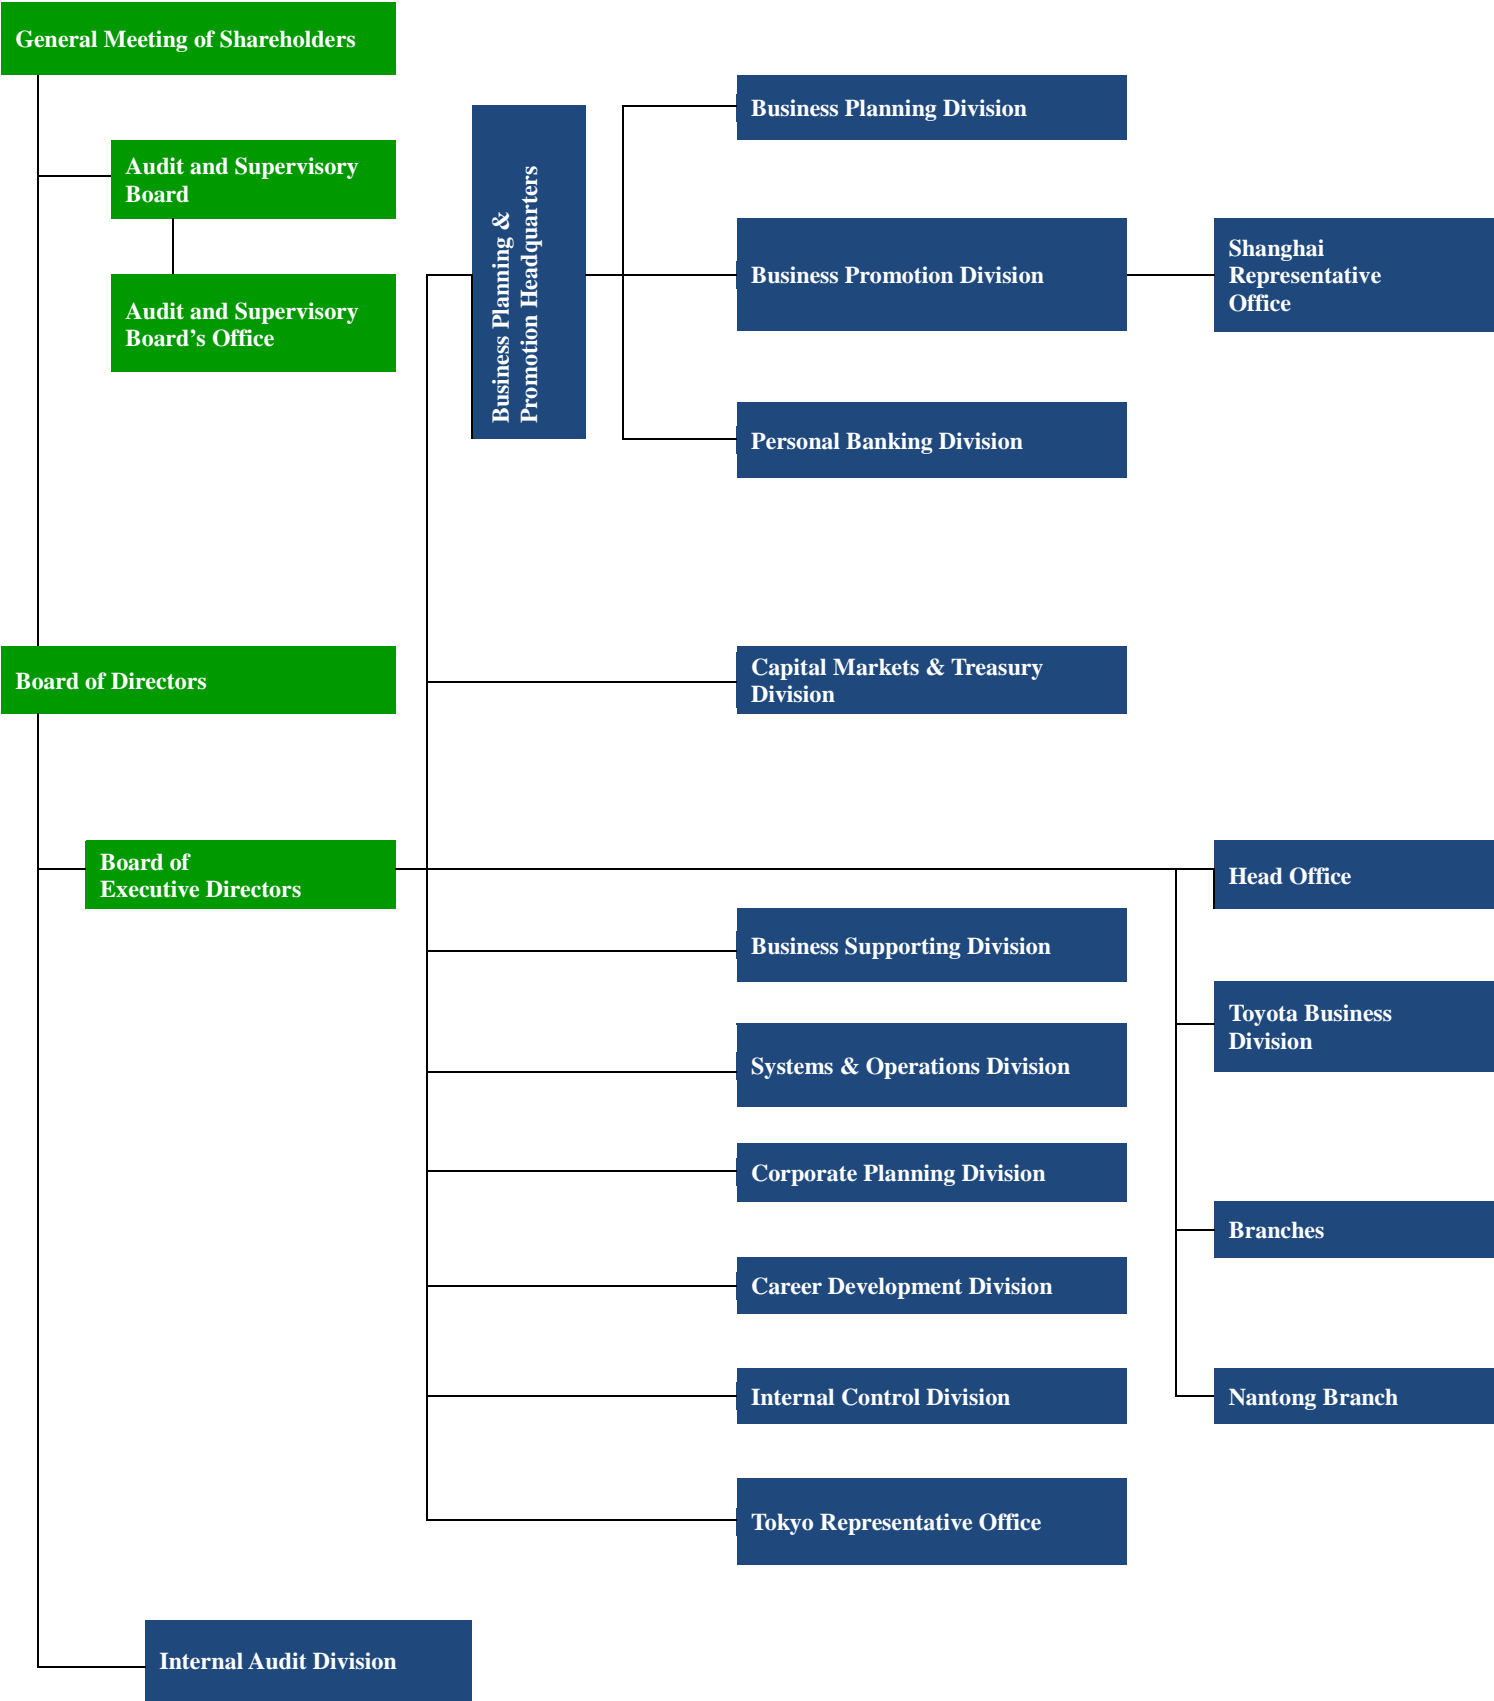 General Meeting of Shareholders
Audit and Supervisory
Board
Audit and Supervisory
Board’s Office
Business Planning &
Promotion Headquarters
Business Planning Division
Business Promotion Division
Shanghai
Representative
Office
Personal Banking Division
Board of Directors
Capital Markets & Treasury
Division
Board of
Executive Directors
Head Office
Business Supporting Division
Toyota Business
Division
Systems & Operations Division
Corporate Planning Division
Branches
Career Development Division
Internal Control Division
Nantong Branch
Tokyo Representative Office
Internal Audit Division